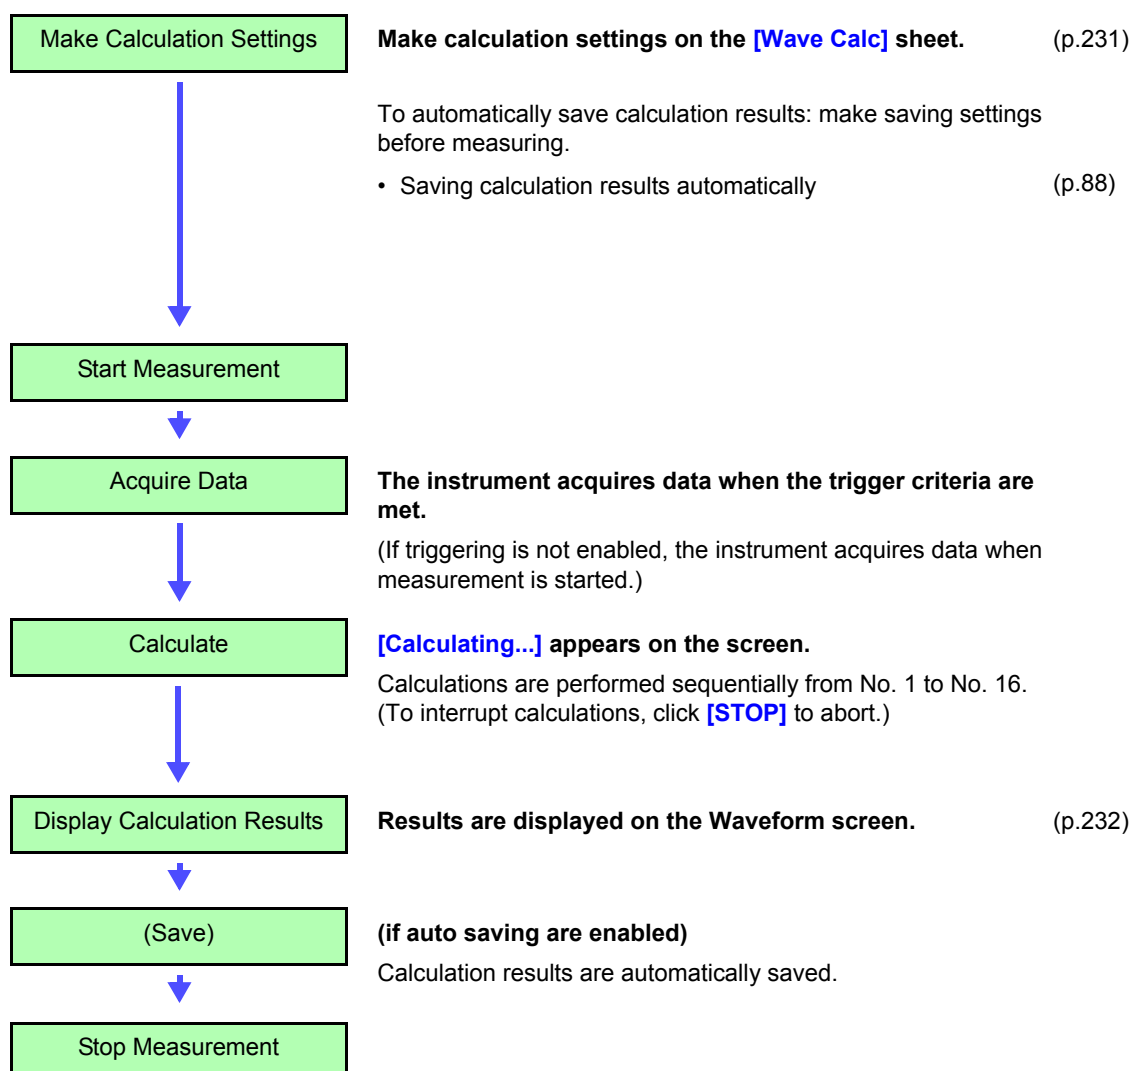 Make Calculation Settings
Make calculation settings on the [Wave Calc] sheet. (p.231)
To automatically save calculation results: make saving settings
before measuring.
• Saving calculation results automatically (p.88)
Start Measurement
Acquire Data
The instrument acquires data when the trigger criteria are
met.
(If triggering is not enabled, the instrument acquires data when
measurement is started.)
Calculate
[Calculating...] appears on the screen.
Calculations are performed sequentially from No. 1 to No. 16.
(To interrupt calculations, click [STOP] to abort.)
Display Calculation Results
Results are displayed on the Waveform screen. (p.232)
(Save)
(if auto saving are enabled)
Calculation results are automatically saved.
Stop Measurement